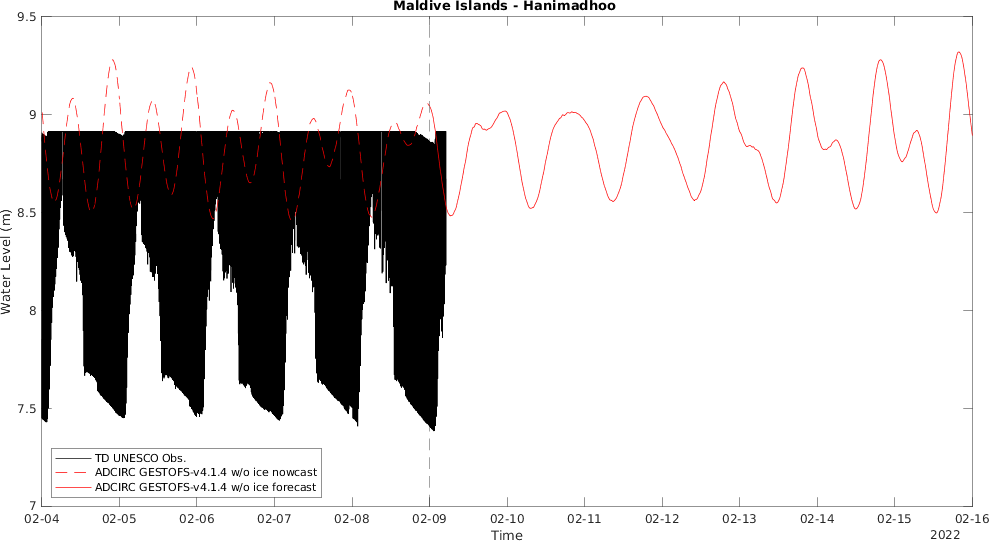 Maldive Islands - Hanimadhoo
9.5
9
8.5
8
7.5
7
Water Level (m)
TD UNESCO Obs.
ADCIRC GESTOFS-v4.1.4 w/o ice nowcast
ADCIRC GESTOFS-v4.1.4 w/o ice forecast
02-04 02-05 02-06 02-07 02-08 02-09 02-10 02-11 02-12 02-13 02-14 02-15 02-16
Time
2022